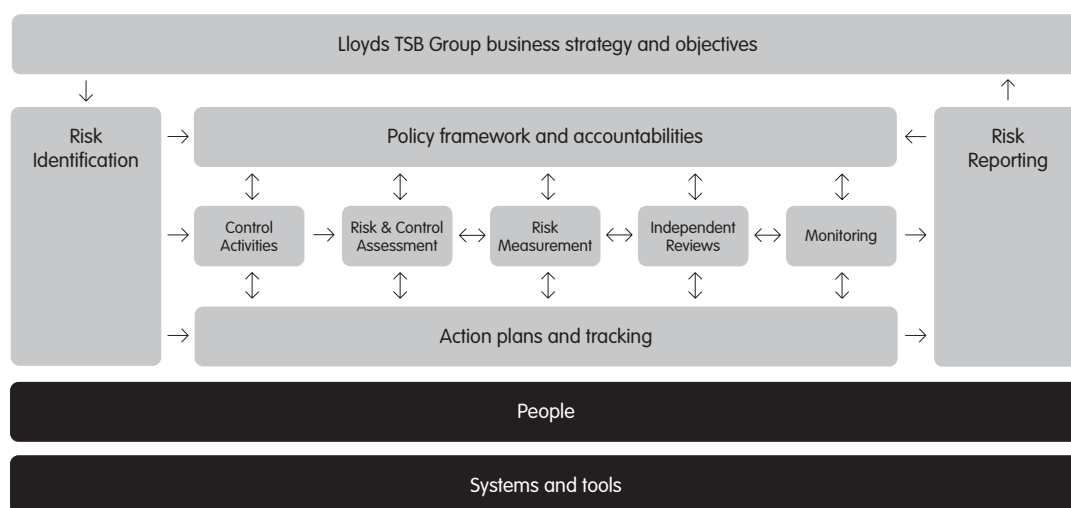 Lloyds TSB Group business strategy and objectives
Risk
Identification
Policy framework and accountabilities
Risk
Reporting
Control
Activities
Risk & Control
Assessment
Risk
Measurement
Independent
Reviews
Monitoring
Action plans and tracking
People
Systems and tools